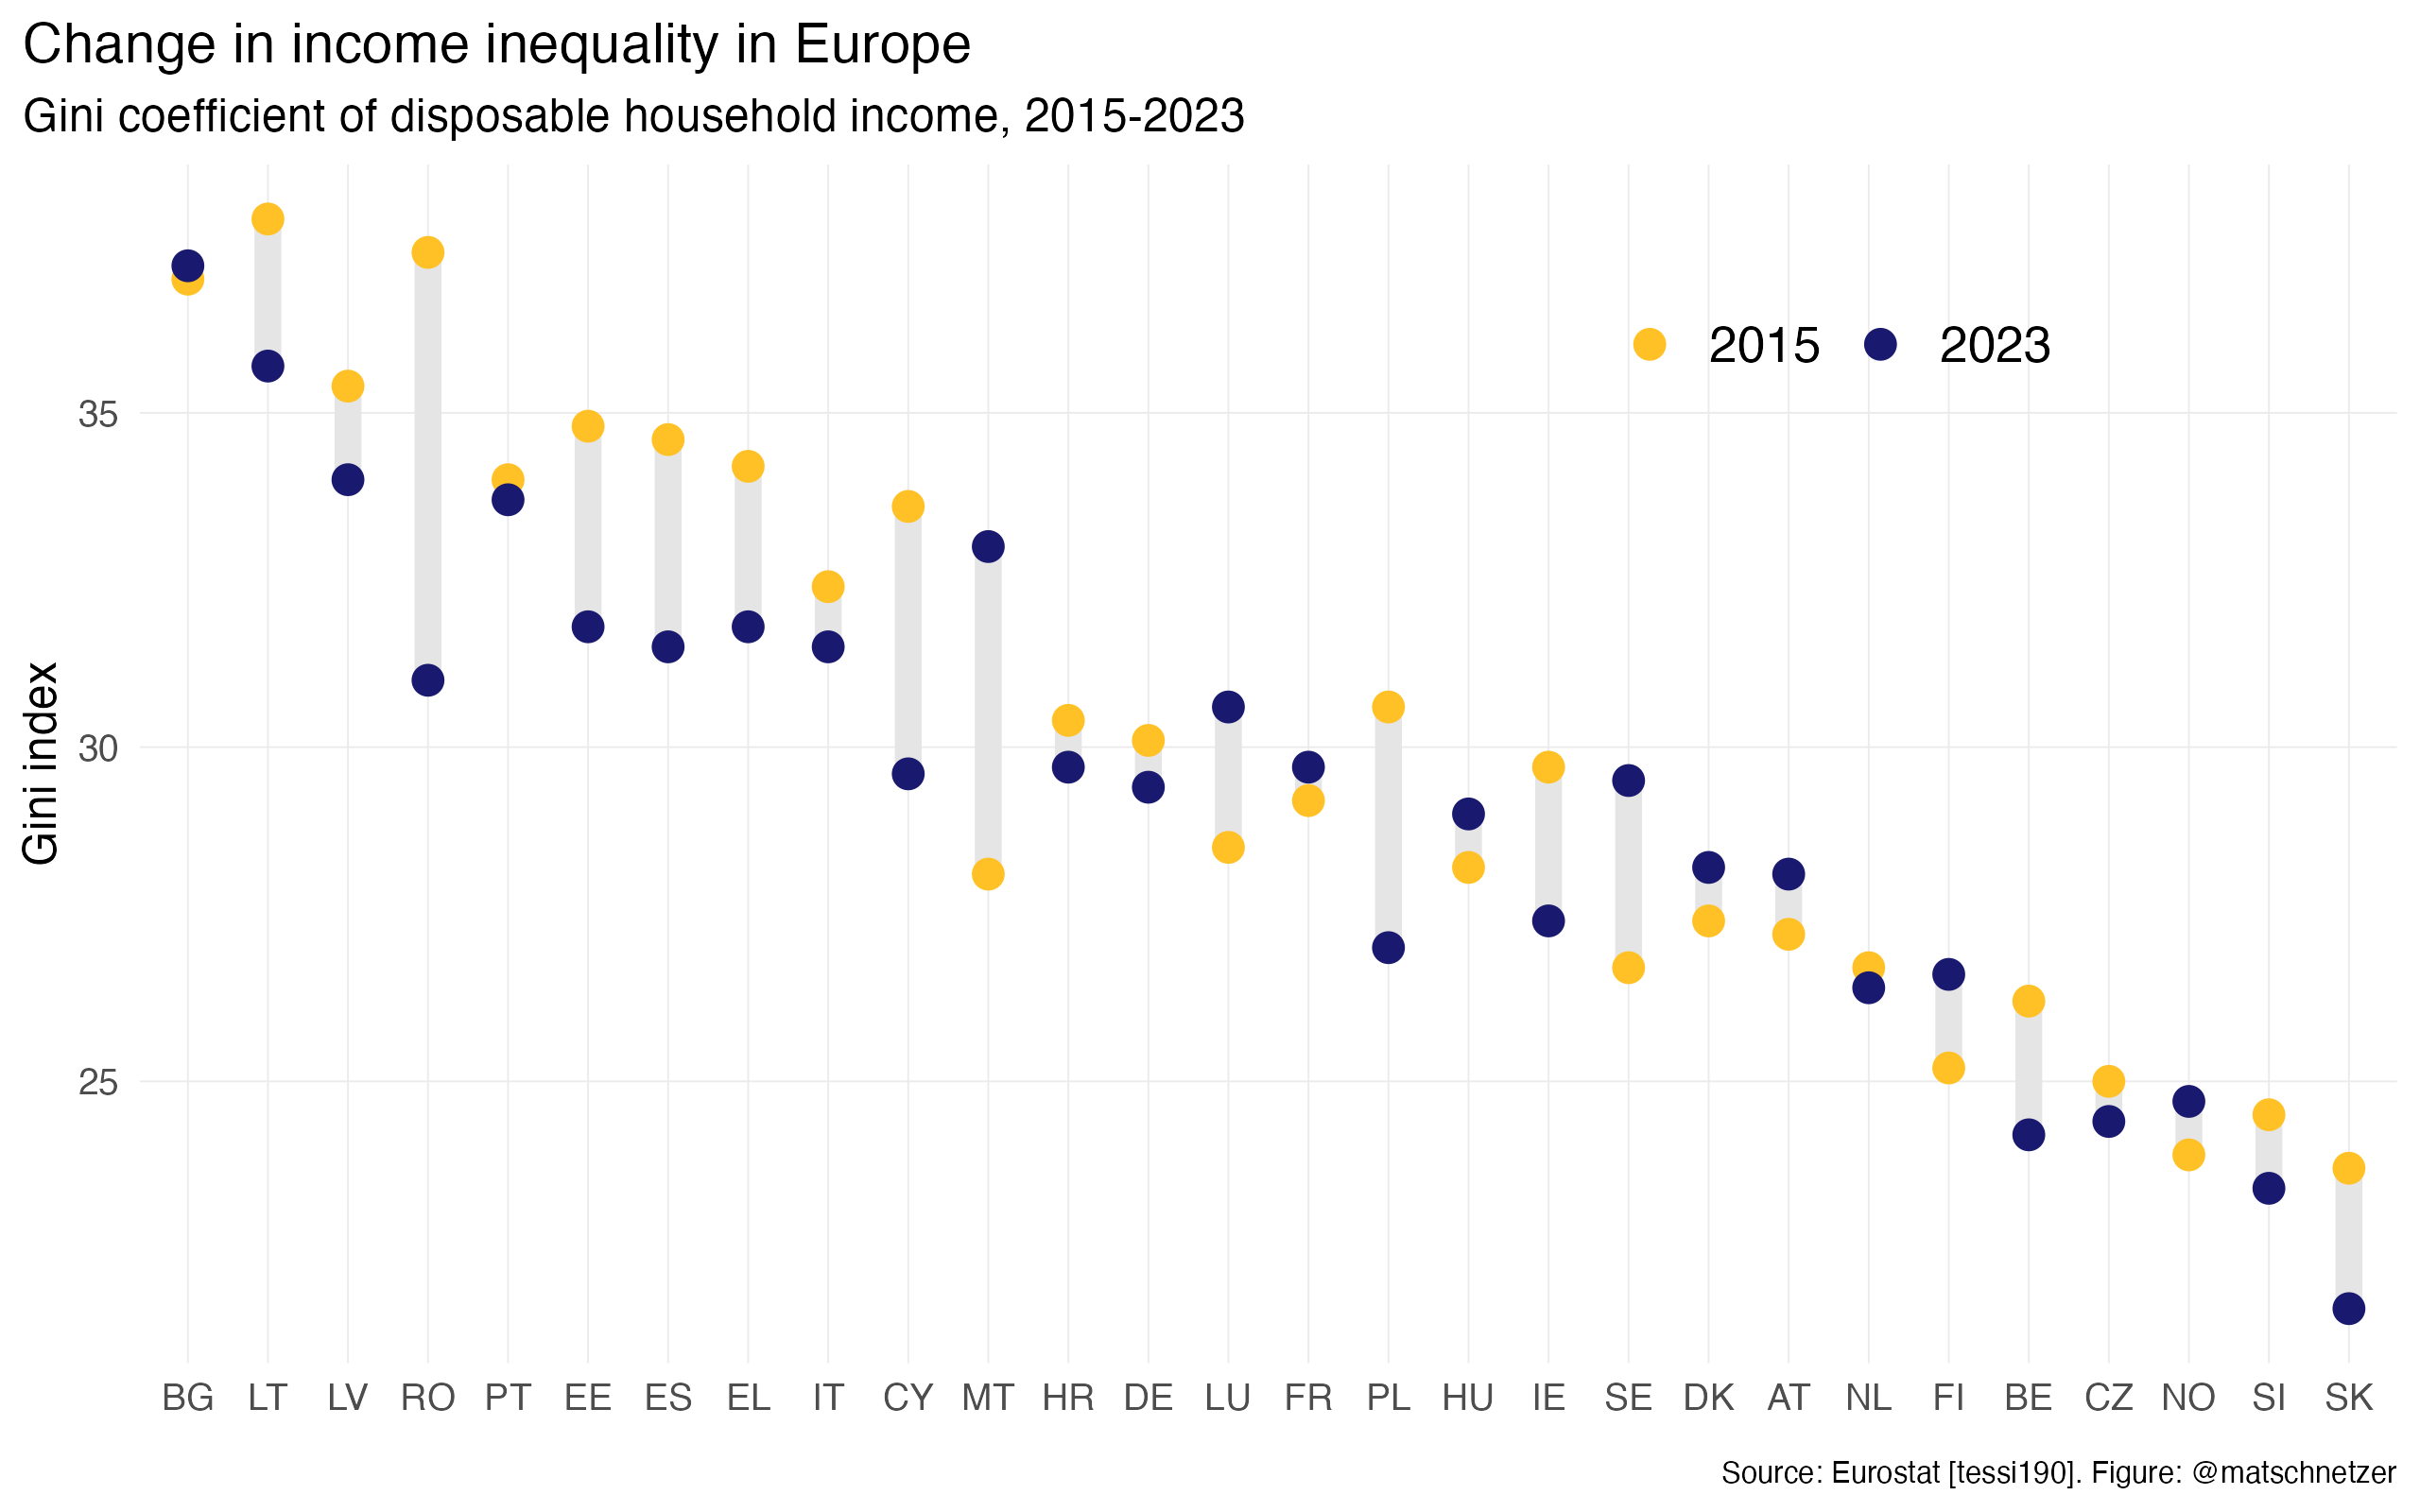 Change in income inequality in Europe
Gini coefficient of disposable household income, 2015-2023
2015 2023
35
30
25
Gini index
BG LT LV RO PT EE ES EL IT CY MT HR DE LU FR PL HU IE SE DK AT NL FI BE CZ NO SI SK
Source: Eurostat [tessi190]. Figure: @matschnetzer